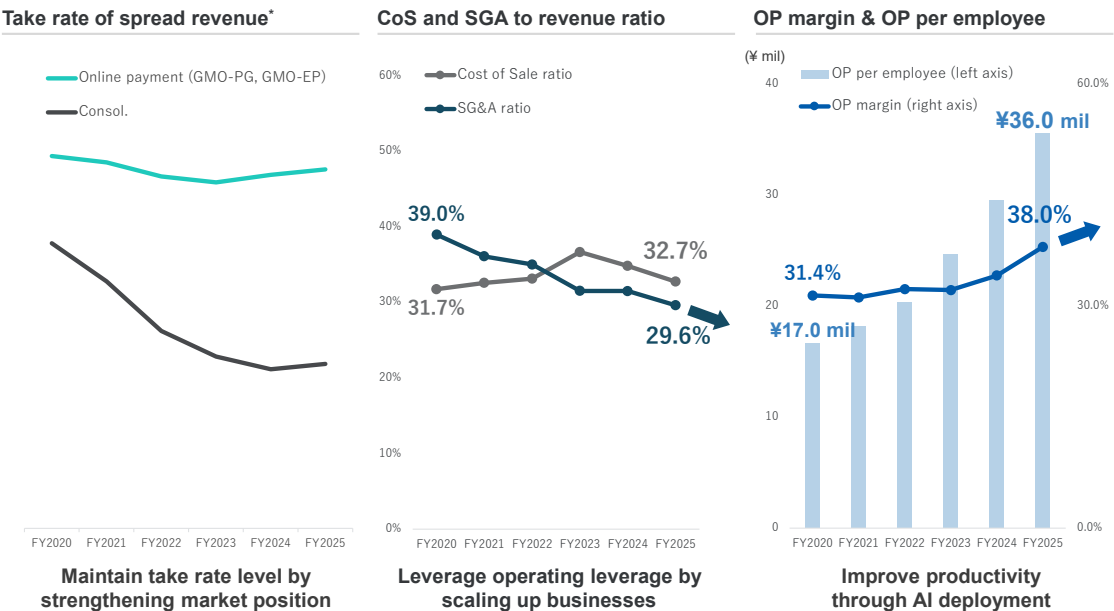 Take rate of spread revenue*
Online payment (GMO-PG, GMO-EP)
Consol.
FY2020 FY2021 FY2022 FY2023 FY2024 FY2025
Maintain take rate level by
strengthening market position
CoS and SGA to revenue ratio
60%
50%
40%
30%
20%
10%
0%
Cost of Sale ratio
SG&A ratio
39.0%
31.7%
32.7%
29.6%
FY2020 FY2021 FY2022 FY2023 FY2024 FY2025
Leverage operating leverage by
scaling up businesses
OP margin & OP per employee
(¥ mil)
40
30
20
10
0
OP per employee (left axis)
OP margin (right axis)
60.0%
30.0%
0.0%
¥36.0 mil
38.0%
31.4%
¥17.0 mil
FY2020 FY2021 FY2022 FY2023 FY2024 FY2025
Improve productivity
through AI deployment